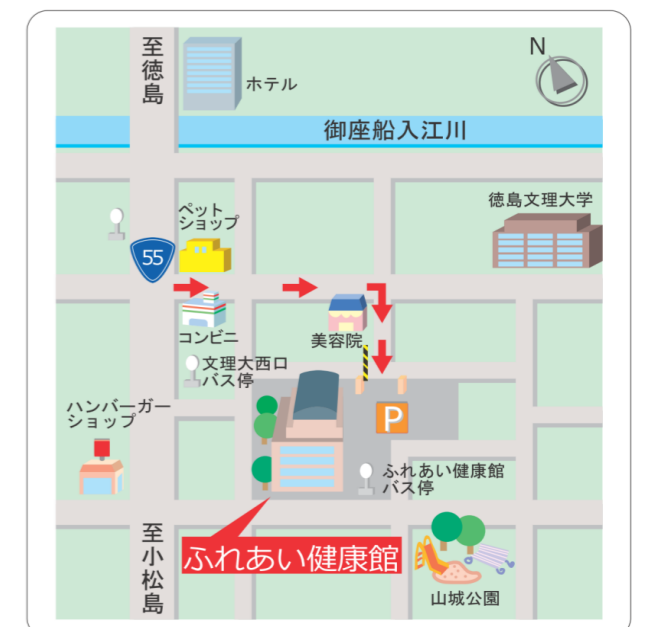 至徳島
ホテル
N
御座船入江川
徳島文理大学
ペット
ショップ
55
コンビニ
美容院
文理大西口
バス停
ハンバーガー
ショップ
P
ふれあい健康館
バス停
至小松島
ふれあい健康館
山城公園